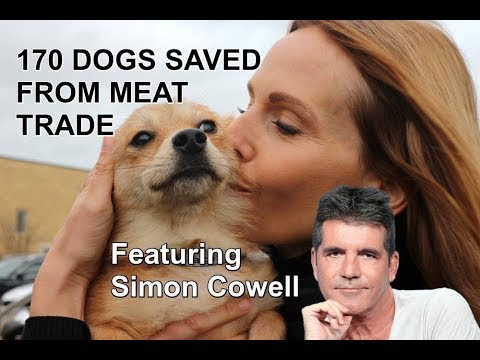 170 DOGS SAVED
FROM MEAT
TRADE
Featuring
Simon Cowell